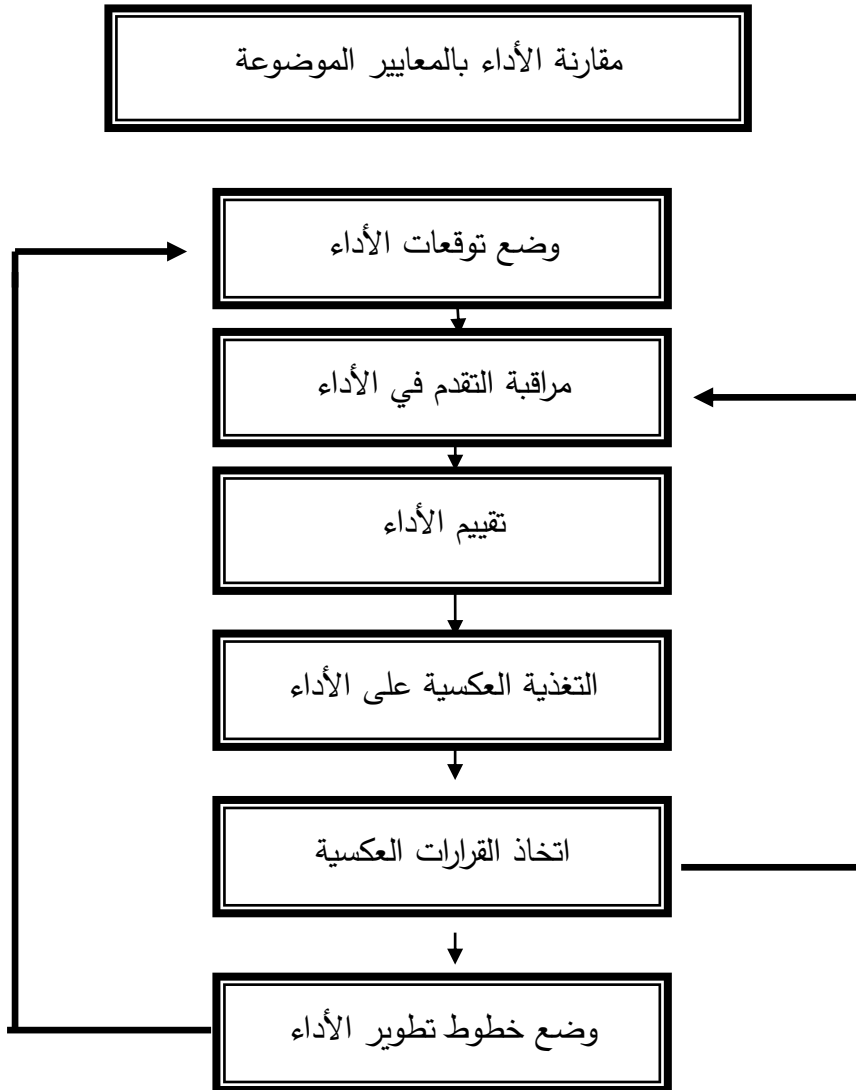 مقارنة الأداء بالمعايير الموضوعة
وضع توقعات الأداء
مراقبة التقدم في الأداء
تقييم الأداء
التغذية العكسية على الأداء
اتخاذ القرارات العكسية
وضع خطوط تطوير الأداء